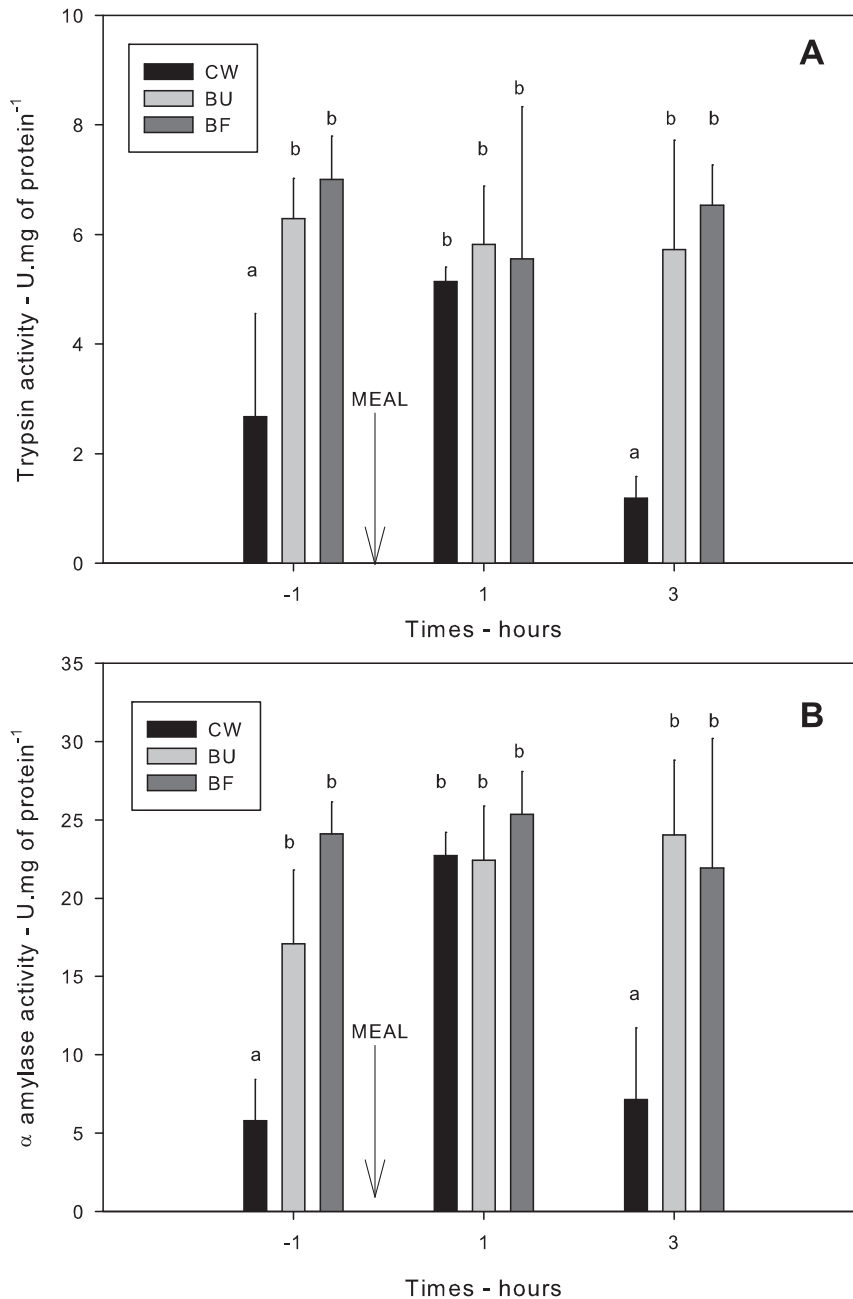 A
CW
BU
BF
10
8
6
4
2
0
Trypsin activity - U.mg of protein⁻¹
a
b
b
MEAL
b
b
b
a
b
b
-1
1
3
Times - hours
B
CW
BU
BF
35
30
25
20
15
10
5
0
α amylase activity - U.mg of protein⁻¹
a
b
b
MEAL
b
b
b
a
b
b
-1
1
3
Times - hours